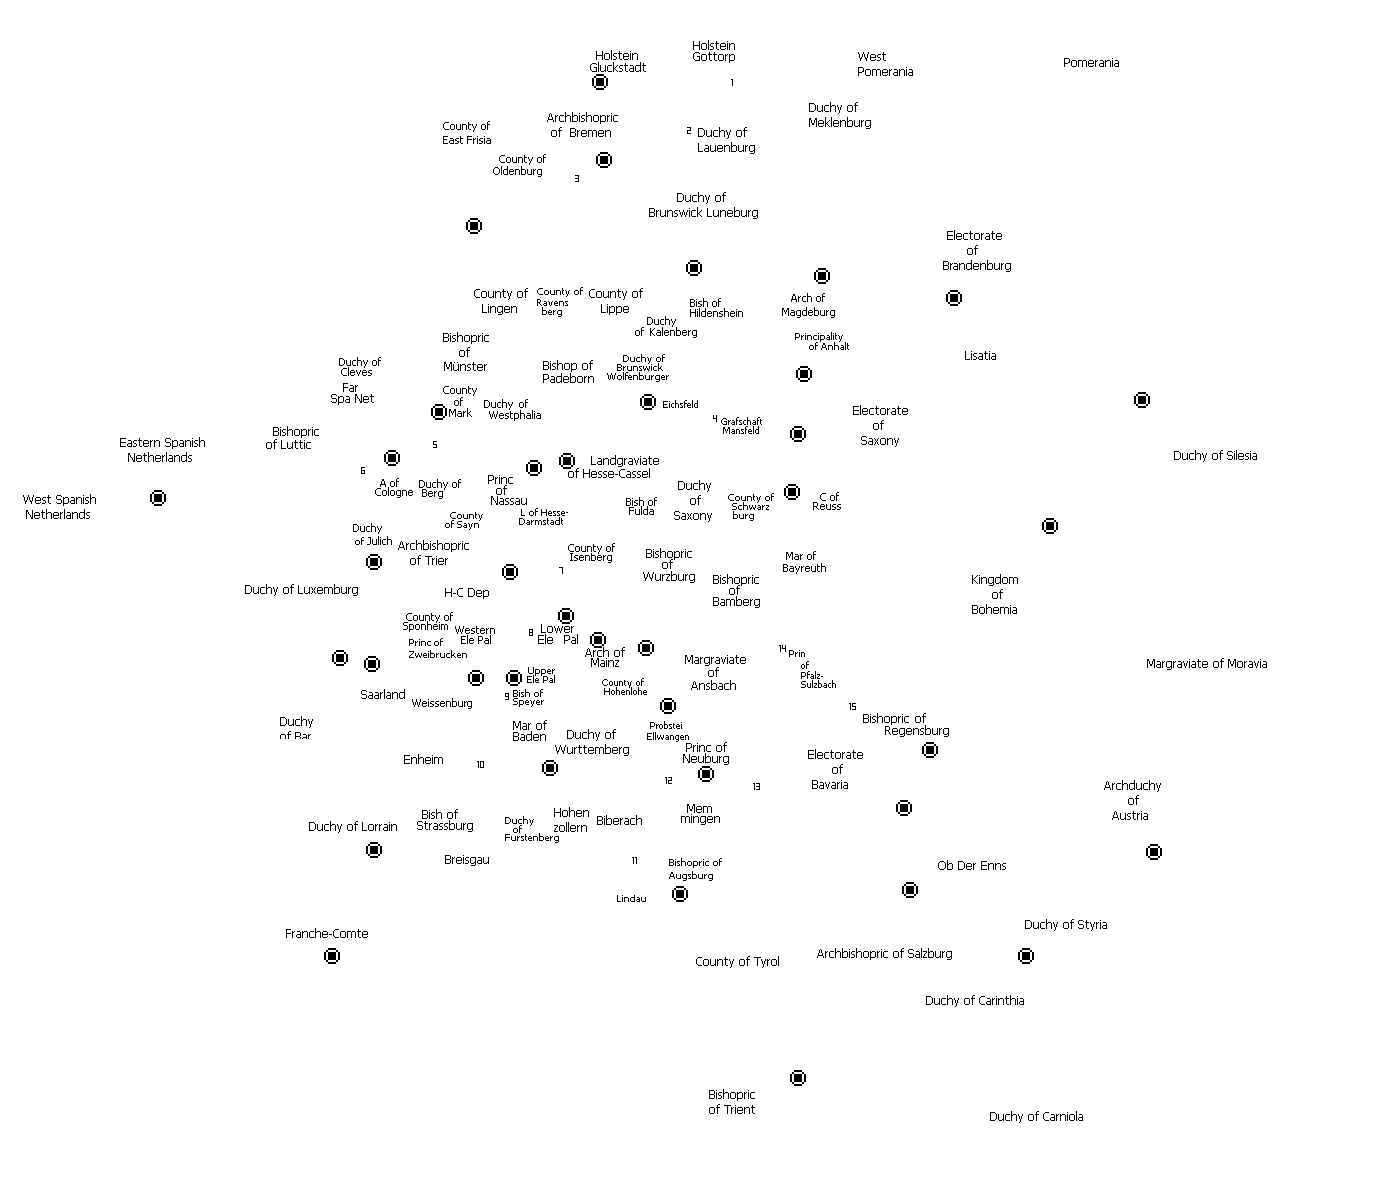 Holstein
Gluckstadt
Holstein
Gottorp
1
West
Pomerania
Pomerania
County of
East Frisia
Archbishopric
of Bremen
2
Duchy of
Lauenburg
Duchy of
Meklenburg
County of
Oldenburg
3
Duchy of
Brunswick Luneburg
Electorate
of
Brandenburg
County of
Lingen
County of
Ravens
berg
County of
Lippe
Bish of
Hildenshein
Arch of
Magdeburg
Duchy
of Kalenberg
Principality
of Anhalt
Lisatia
Bishopric
of
Münster
Duchy of
Cleves
Far
Spa Net
Bishop of
Padeborn
Duchy of
Brunswick
Wolfenburger
County
of
Mark
Duchy of
Westphalia
Eichsfeld
4
Grafschaft
Mansfeld
Electorate
of
Saxony
Eastern Spanish
Netherlands
Bishopric
of Luttic
5
6
Landgraviate
of Hesse-Cassel
Duchy of Silesia
West Spanish
Netherlands
A of
Cologne
Duchy of
Berg
Princ
of
Nassau
Bish of
Fulda
Duchy
of
Saxony
County of
Schwarz
burg
C of
Reuss
Duchy
of Julich
County
of Sayn
L of Hesse-
Darmstadt
Archbishopric
of Trier
County of
Isenberg
7
Bishopric
of
Wurzburg
Mar of
Bayreuth
Duchy of Luxemburg
H-C Dep
Bishopric
of
Bamberg
Kingdom
of
Bohemia
County of
Sponheim
Western
Ele Pal
8
Lower
Ele Pal
Princ of
Zweibrucken
Arch of
Mainz
Margraviate
of
Ansbach
14
Prin
of
Pfalz-
Sulzbach
Margraviate of Moravia
Saarland
Weissenburg
Upper
Ele Pal
9
Bish of
Speyer
County of
Hohenlohe
15
Duchy
of Bar
Mar of
Baden
Duchy of
Wurttemberg
Probstei
Ellwangen
Bishopric of
Regensburg
Enheim
10
Princ of
Neuburg
12
13
Electorate
of
Bavaria
Archduchy
of
Austria
Duchy of Lorrain
Bish of
Strassburg
Duchy
of
Furstenberg
Hohen
zollern
Biberach
Mem
mingen
Breisgau
11
Bishopric of
Augsburg
Ob Der Enns
Lindau
Franche-Comte
Duchy of Styria
County of Tyrol
Archbishopric of Salzburg
Duchy of Carinthia
Bishopric
of Trient
Duchy of Carniola